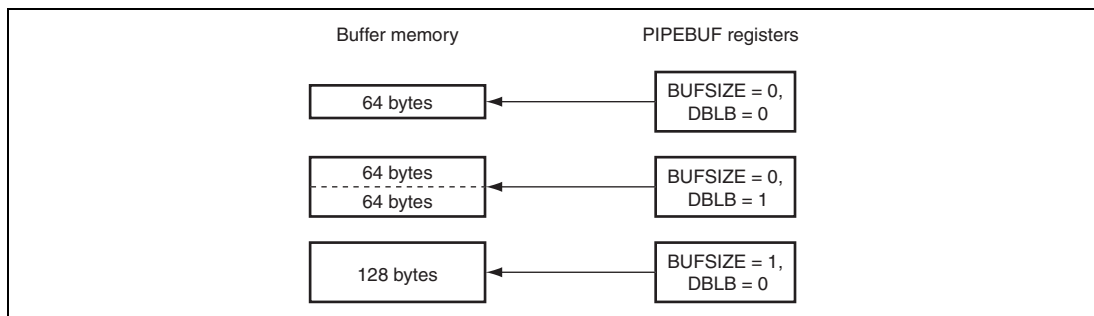 Buffer memory
PIPEBUF registers
64 bytes
BUFSIZE = 0,
DBLB = 0
64 bytes
64 bytes
BUFSIZE = 0,
DBLB = 1
128 bytes
BUFSIZE = 1,
DBLB = 0